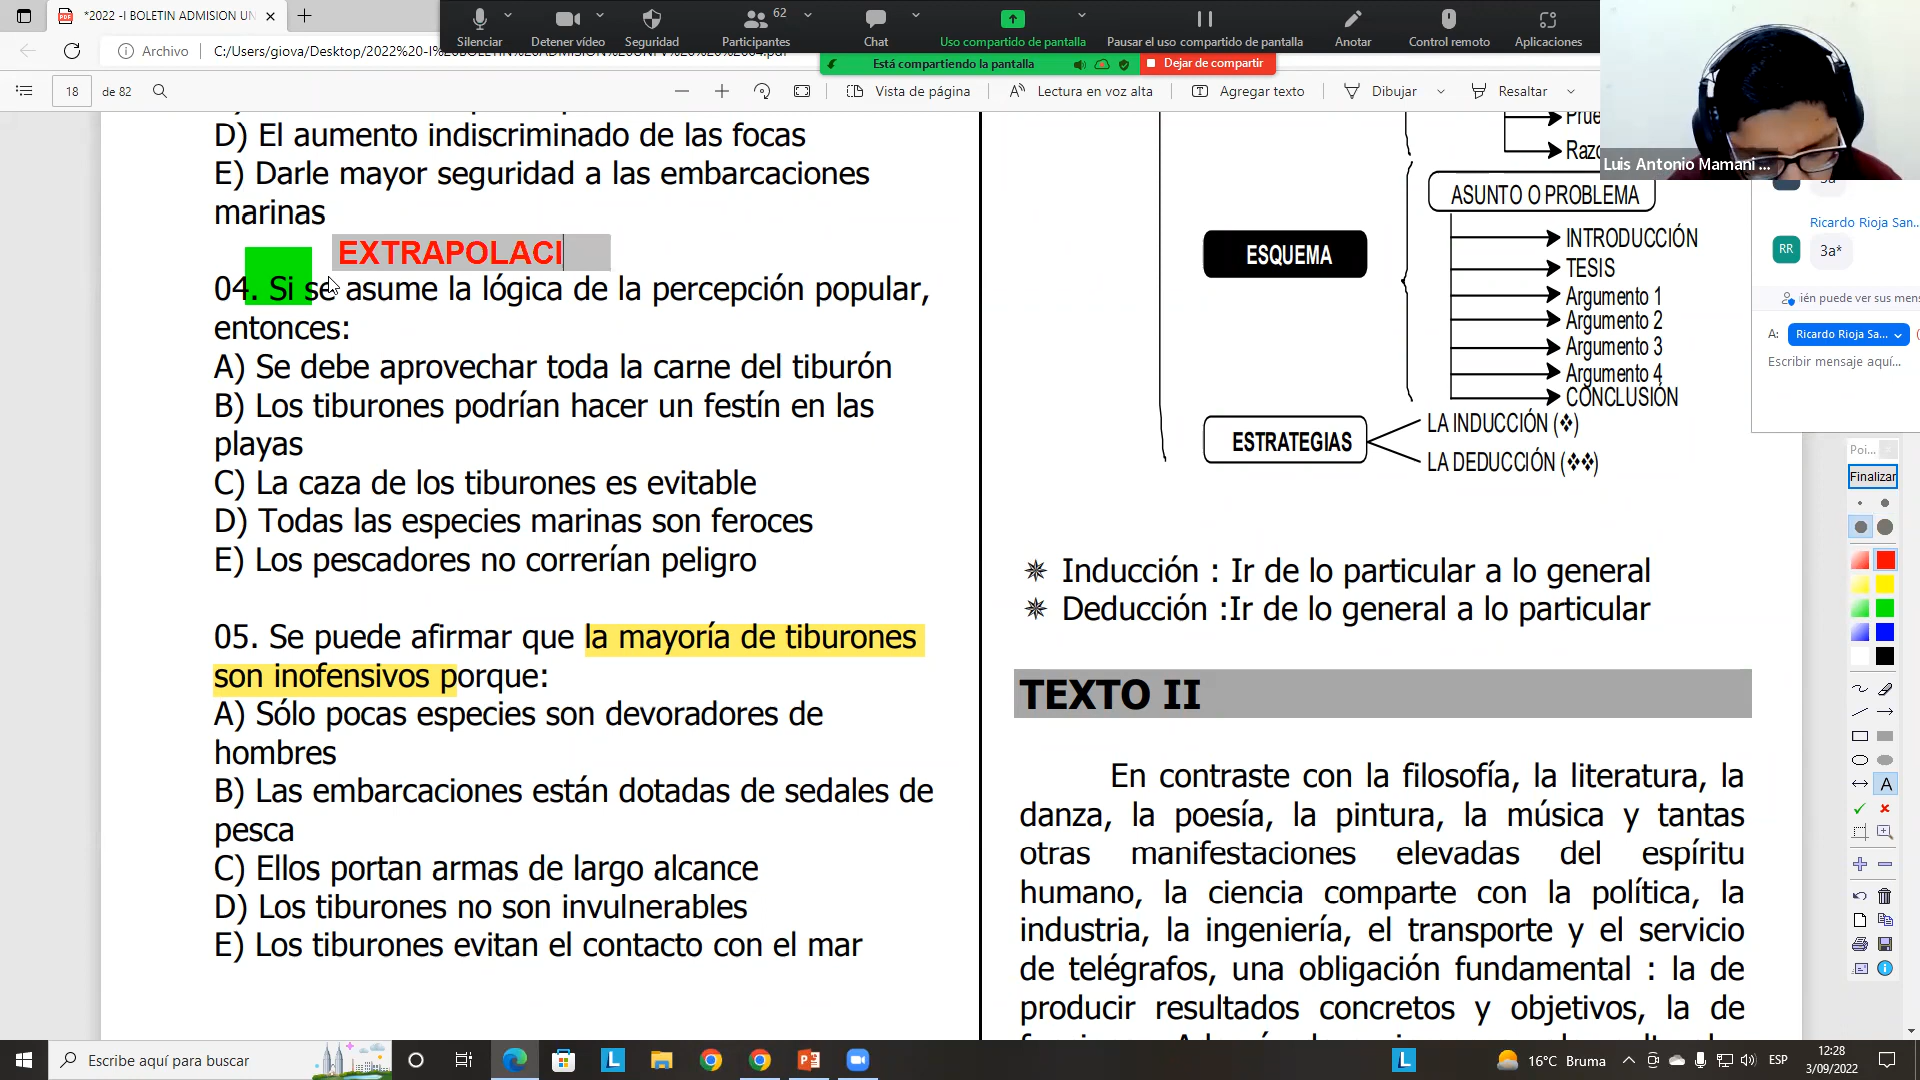 *2022 -I BOLETIN ADMISION UN
Silenciar
Detener vídeo
Seguridad
62
Participantes
Chat
Uso compartido de pantalla
Pausar el uso compartido de pantalla
Anotar
Control remoto
Aplicaciones
Archivo
Está compartiendo la pantalla
Dejar de compartir
18
de 82
Vista de página
Lectura en voz alta
Agregar texto
Dibujar
Resaltar
Luis Antonio Mamani ...
D) El aumento indiscriminado de las focas
E) Darle mayor seguridad a las embarcaciones
marinas
EXTRAPOLACI
04. Si se asume la lógica de la percepción popular,
entonces:
A) Se debe aprovechar toda la carne del tiburón
B) Los tiburones podrían hacer un festín en las
playas
C) La caza de los tiburones es evitable
D) Todas las especies marinas son feroces
E) Los pescadores no correrían peligro
05. Se puede afirmar que la mayoría de tiburones
son inofensivos porque:
A) Sólo pocas especies son devoradores de
hombres
B) Las embarcaciones están dotadas de sedales de
pesca
C) Ellos portan armas de largo alcance
D) Los tiburones no son invulnerables
E) Los tiburones evitan el contacto con el mar
ASUNTO O PROBLEMA
ESQUEMA
INTRODUCCIÓN
TESIS
Argumento 1
Argumento 2
Argumento 3
Argumento 4
CONCLUSIÓN
ESTRATEGIAS
LA INDUCCIÓN (❖)
LA DEDUCCIÓN (❖❖)
Inducción : Ir de lo particular a lo general
Deducción :Ir de lo general a lo particular
TEXTO II
En contraste con la filosofía, la literatura, la
danza, la poesía, la pintura, la música y tantas
otras manifestaciones elevadas del espíritu
humano, la ciencia comparte con la política, la
industria, la ingeniería, el transporte y el servicio
de telégrafos, una obligación fundamental : la de
producir resultados concretos y objetivos, la de
Ricardo Rioja San...
RR
3a*
ién puede ver sus mens
A:
Ricardo Rioja Sa...
Escribir mensaje aquí...
Poi...
Finalizar
A
Escribe aquí para buscar
L
L
16°C Bruma
ESP
12:28
3/09/2022